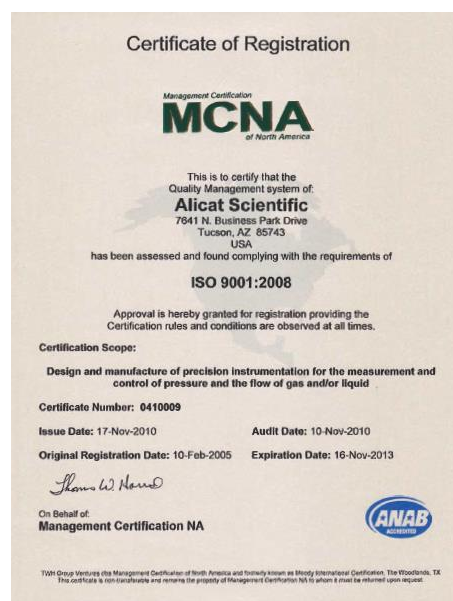 Certificate of Registration
Management Certification
MCNA
of North America
This is to certify that the
Quality Management system of:
Alicat Scientific
7641 N. Business Park Drive
Tucson, AZ 85743
USA
has been assessed and found complying with the requirements of
ISO 9001:2008
Approval is hereby granted for registration providing the
Certification rules and conditions are observed at all times.
Certification Scope:
Design and manufacture of precision instrumentation for the measurement and
control of pressure and the flow of gas and/or liquid
Certificate Number: 0410009
Issue Date: 17-Nov-2010 Audit Date: 10-Nov-2010
Original Registration Date: 10-Feb-2005 Expiration Date: 16-Nov-2013
On Behalf of:
Management Certification NA
ANAB
ACCREDITED
TWH Group Ventures dba Management Certification of North America and formerly known as Moody International Certification, The Woodlands, TX
This certificate is non-transferable and remains the property of Management Certification NA to whom it must be returned upon request